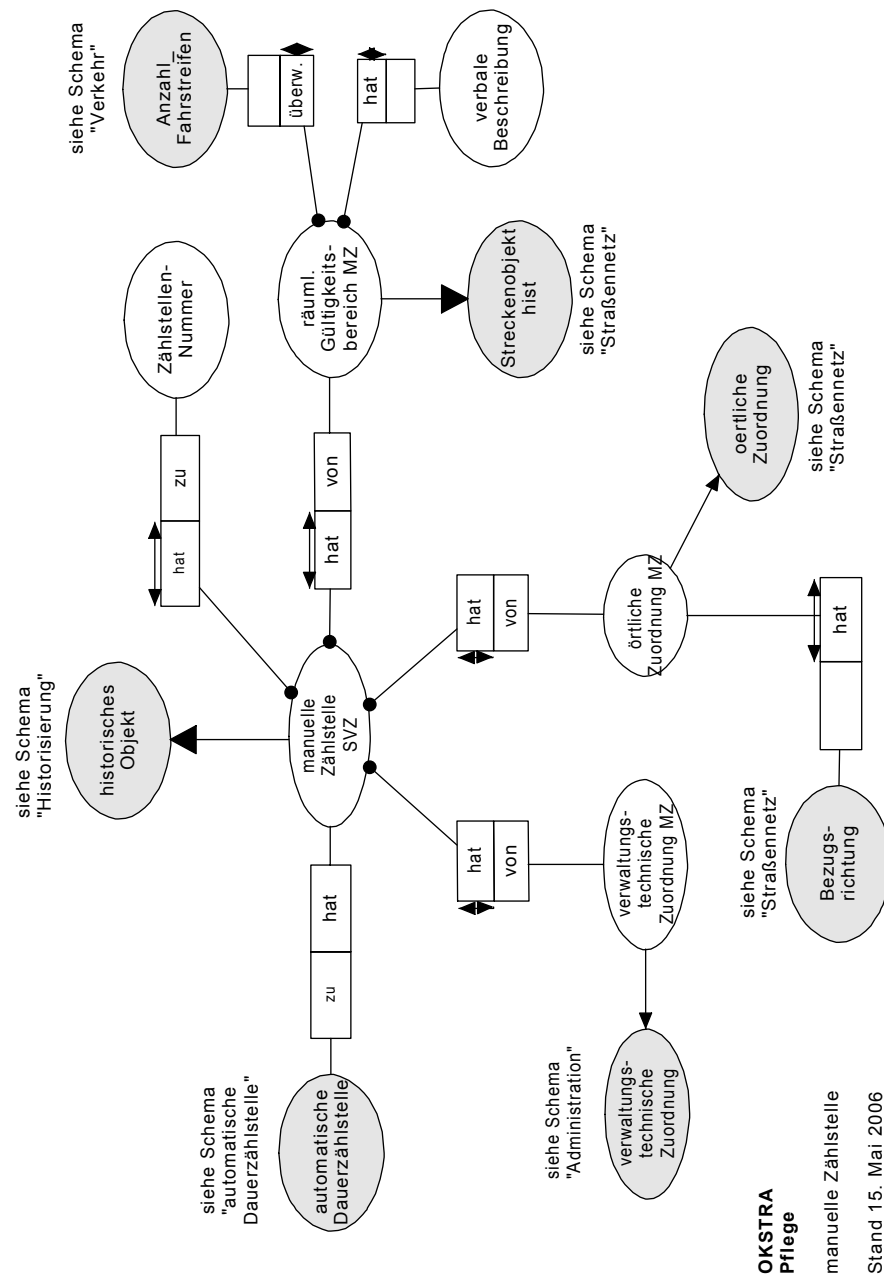 siehe Schema
"Verkehr"
Anzahl_
Fahrstreifen
überw.
hat
verbale
Beschreibung
Zählstellen-
Nummer
zu
hat
räuml.
Gültigkeits-
bereich MZ
von
hat
Streckenobjekt
hist
siehe Schema
"Straßennetz"
siehe Schema
"Historisierung"
historisches
Objekt
manuelle
Zählstelle
SVZ
hat
von
örtliche
Zuordnung MZ
oertliche
Zuordnung
siehe Schema
"Straßennetz"
hat
siehe Schema
"Straßennetz"
Bezugs-
richtung
hat
von
verwaltungs-
technische
Zuordnung MZ
siehe Schema
"Administration"
verwaltungs-
technische
Zuordnung
hat
zu
siehe Schema
"automatische
Dauerzählstelle"
automatische
Dauerzählstelle
OKSTRA
Pflege
manuelle Zählstelle
Stand 15. Mai 2006